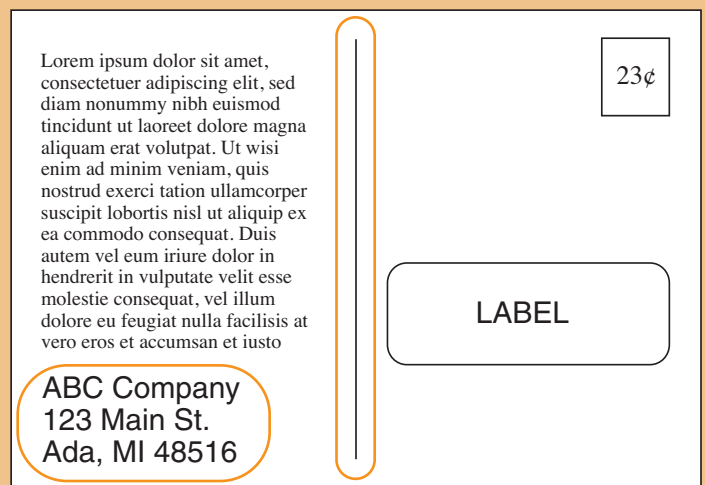 Lorem ipsum dolor sit amet,
consectetuer adipiscing elit, sed
diam nonummy nibh euismod
tincidunt ut laoreet dolore magna
aliquam erat volutpat. Ut wisi
enim ad minim veniam, quis
nostrud exerci tation ullamcorper
suscipit lobortis nisl ut aliquip ex
ea commodo consequat. Duis
autem vel eum iriure dolor in
hendrerit in vulputate velit esse
molestie consequat, vel illum
dolore eu feugiat nulla facilisis at
vero eros et accumsan et iusto
ABC Company
123 Main St.
Ada, MI 48516
23¢
LABEL